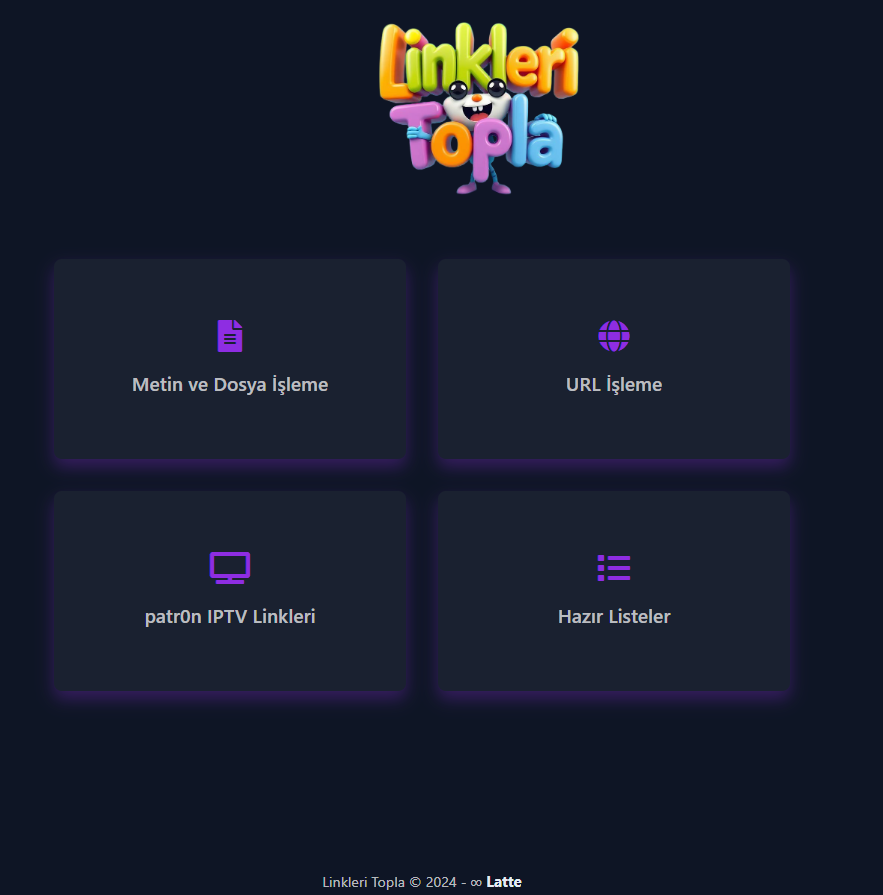 Linkleri
Topla
Metin ve Dosya İşleme
URL İşleme
patr0n IPTV Linkleri
Hazır Listeler
Linkleri Topla © 2024 - ∞ Latte